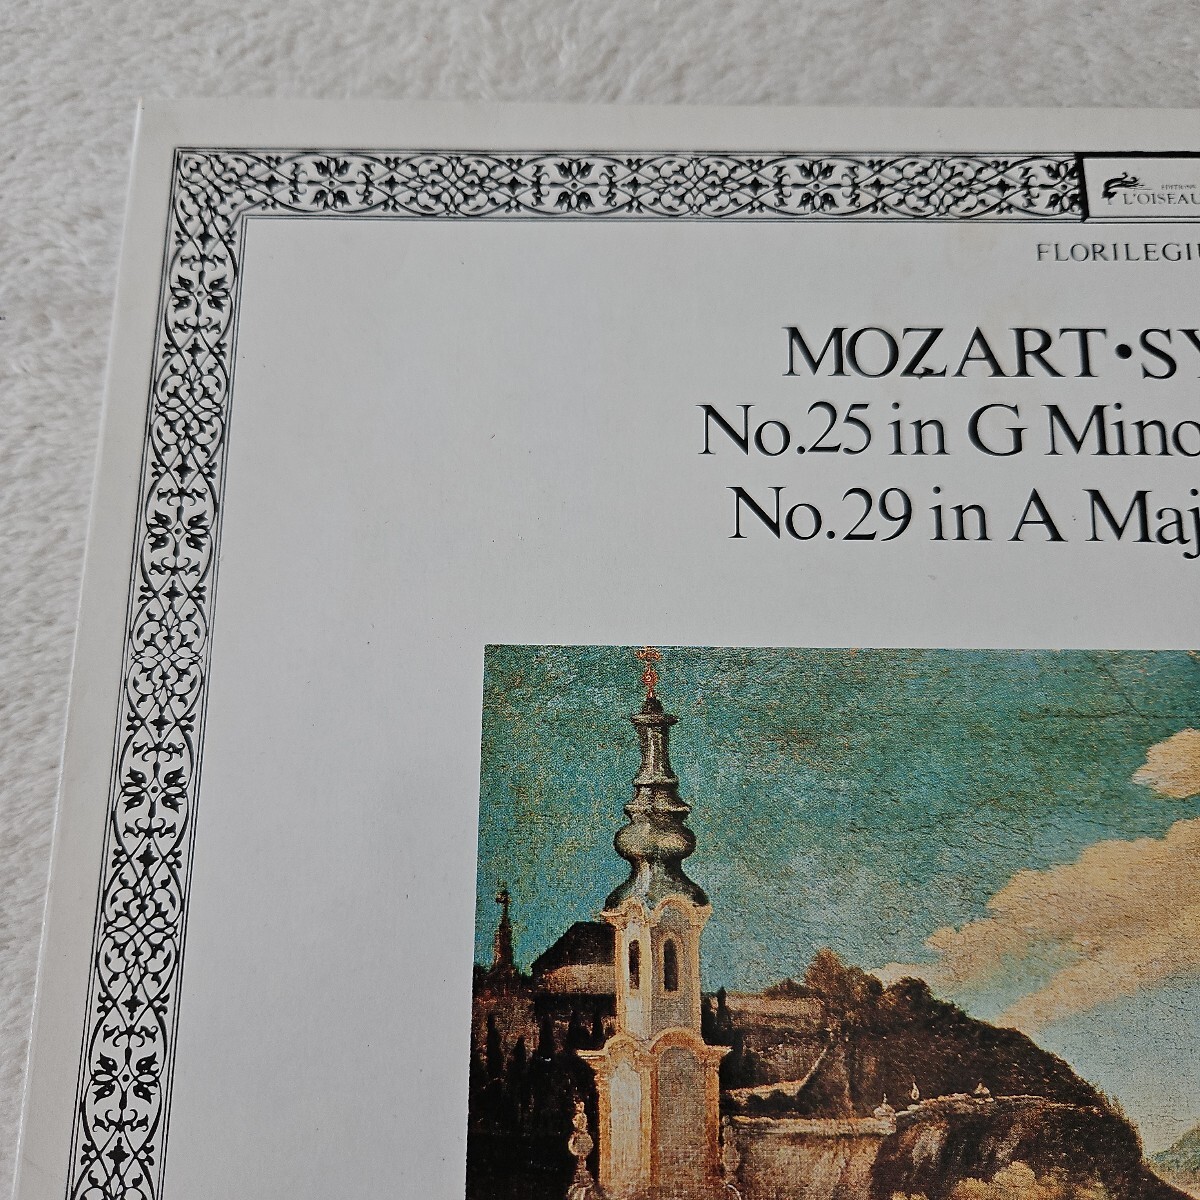 EDITIONS
L'OISEAU
FLORILEGIU
MOZART·SY
No.25 in G Mino
No.29 in A Maj